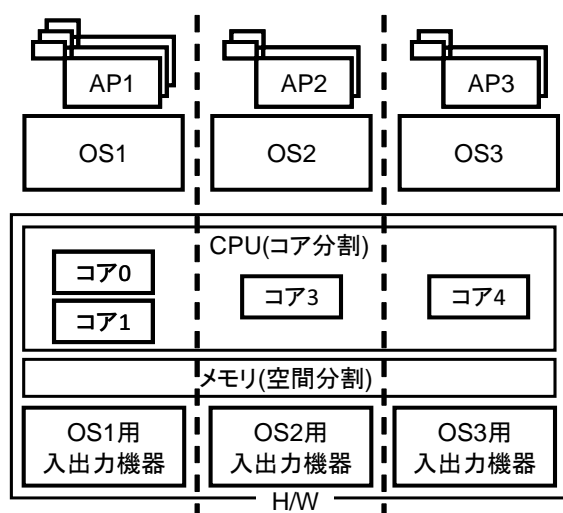 AP1
AP2
AP3
OS1
OS2
OS3
CPU(コア分割)
コア0
コア1
コア3
コア4
メモリ(空間分割)
OS1用
入出力機器
OS2用
入出力機器
OS3用
入出力機器
H/W